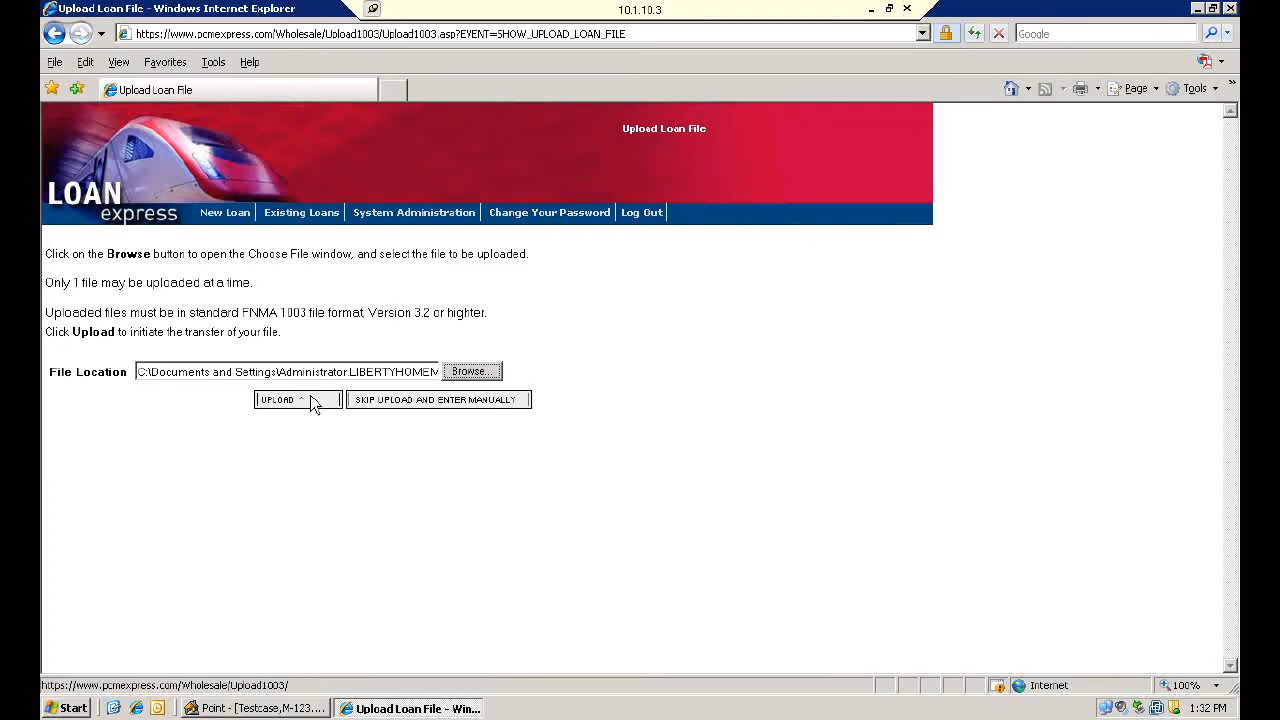 Upload Loan File - Windows Internet Explorer
10.1.10.3
https://www.pcmexpress.com/Wholesale/Upload1003/Upload1003.asp?EVENT=SHOW_UPLOAD_LOAN_FILE
Google
File Edit View Favorites Tools Help
Upload Loan File
Page Tools
Upload Loan File
LOAN
express
New Loan Existing Loans System Administration Change Your Password Log Out
Click on the Browse button to open the Choose File window, and select the file to be uploaded.
Only 1 file may be uploaded at a time.
Uploaded files must be in standard FNMA 1003 file format, Version 3.2 or highter.
Click Upload to initiate the transfer of your file.
File Location C:\Documents and Settings\Administrator.LIBERTYHOMEM Browse...
UPLOAD ^ SKIP UPLOAD AND ENTER MANUALLY
https://www.pcmexpress.com/Wholesale/Upload1003/
Internet 100%
Start Point - [Testcase,M-123.... Upload Loan File - Win... 1:32 PM